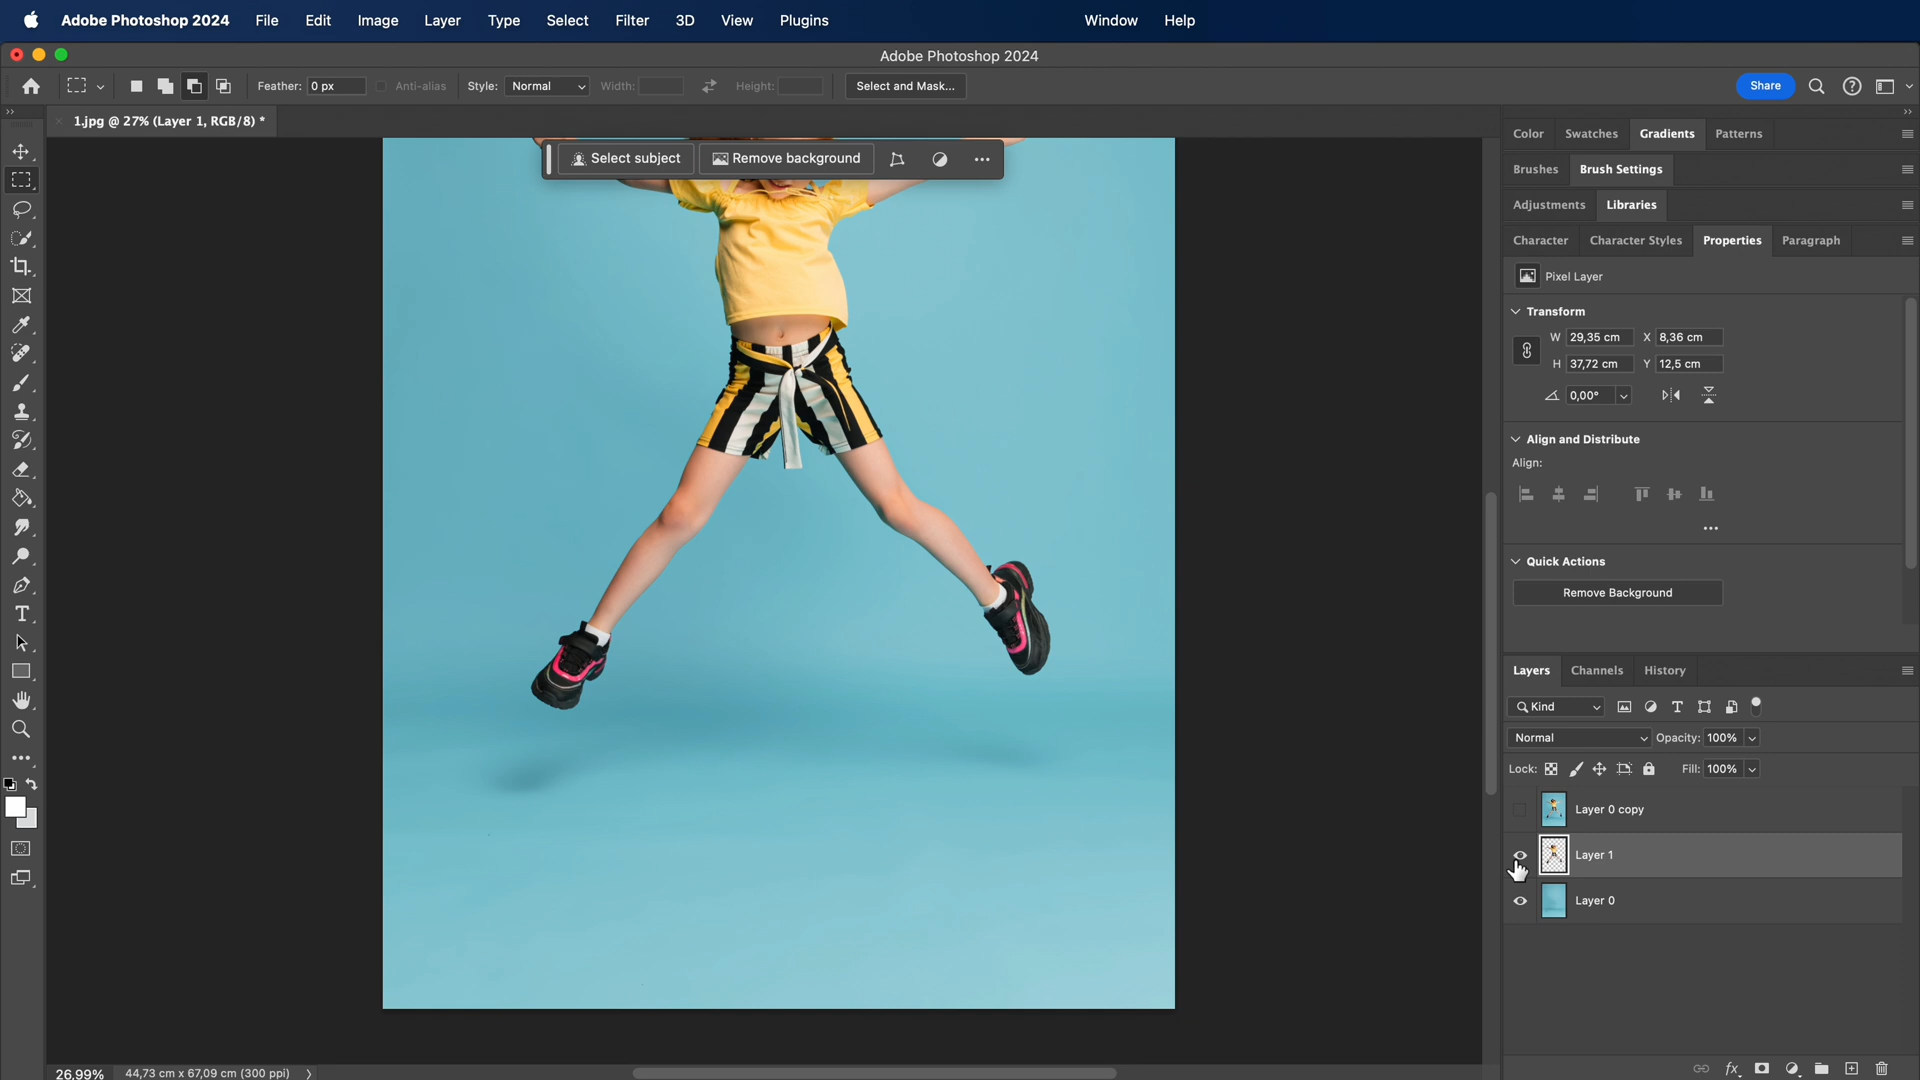 Adobe Photoshop 2024 File Edit Image Layer Type Select Filter 3D View Plugins Window Help
Adobe Photoshop 2024
Feather: 0 px Anti-alias Style: Normal Width: Height: Select and Mask... Share
1.jpg @ 27% (Layer 1, RGB/8) *
Select subject Remove background
Color Swatches Gradients Patterns
Brushes Brush Settings
Adjustments Libraries
Character Character Styles Properties Paragraph
Pixel Layer
Transform
W 29,35 cm X 8,36 cm
H 37,72 cm Y 12,5 cm
0,00°
Align and Distribute
Align:
Quick Actions
Remove Background
Layers Channels History
Kind
Normal Opacity: 100%
Lock: Fill: 100%
Layer 0 copy
Layer 1
Layer 0
26,99% 44,73 cm x 67,09 cm (300 ppi)